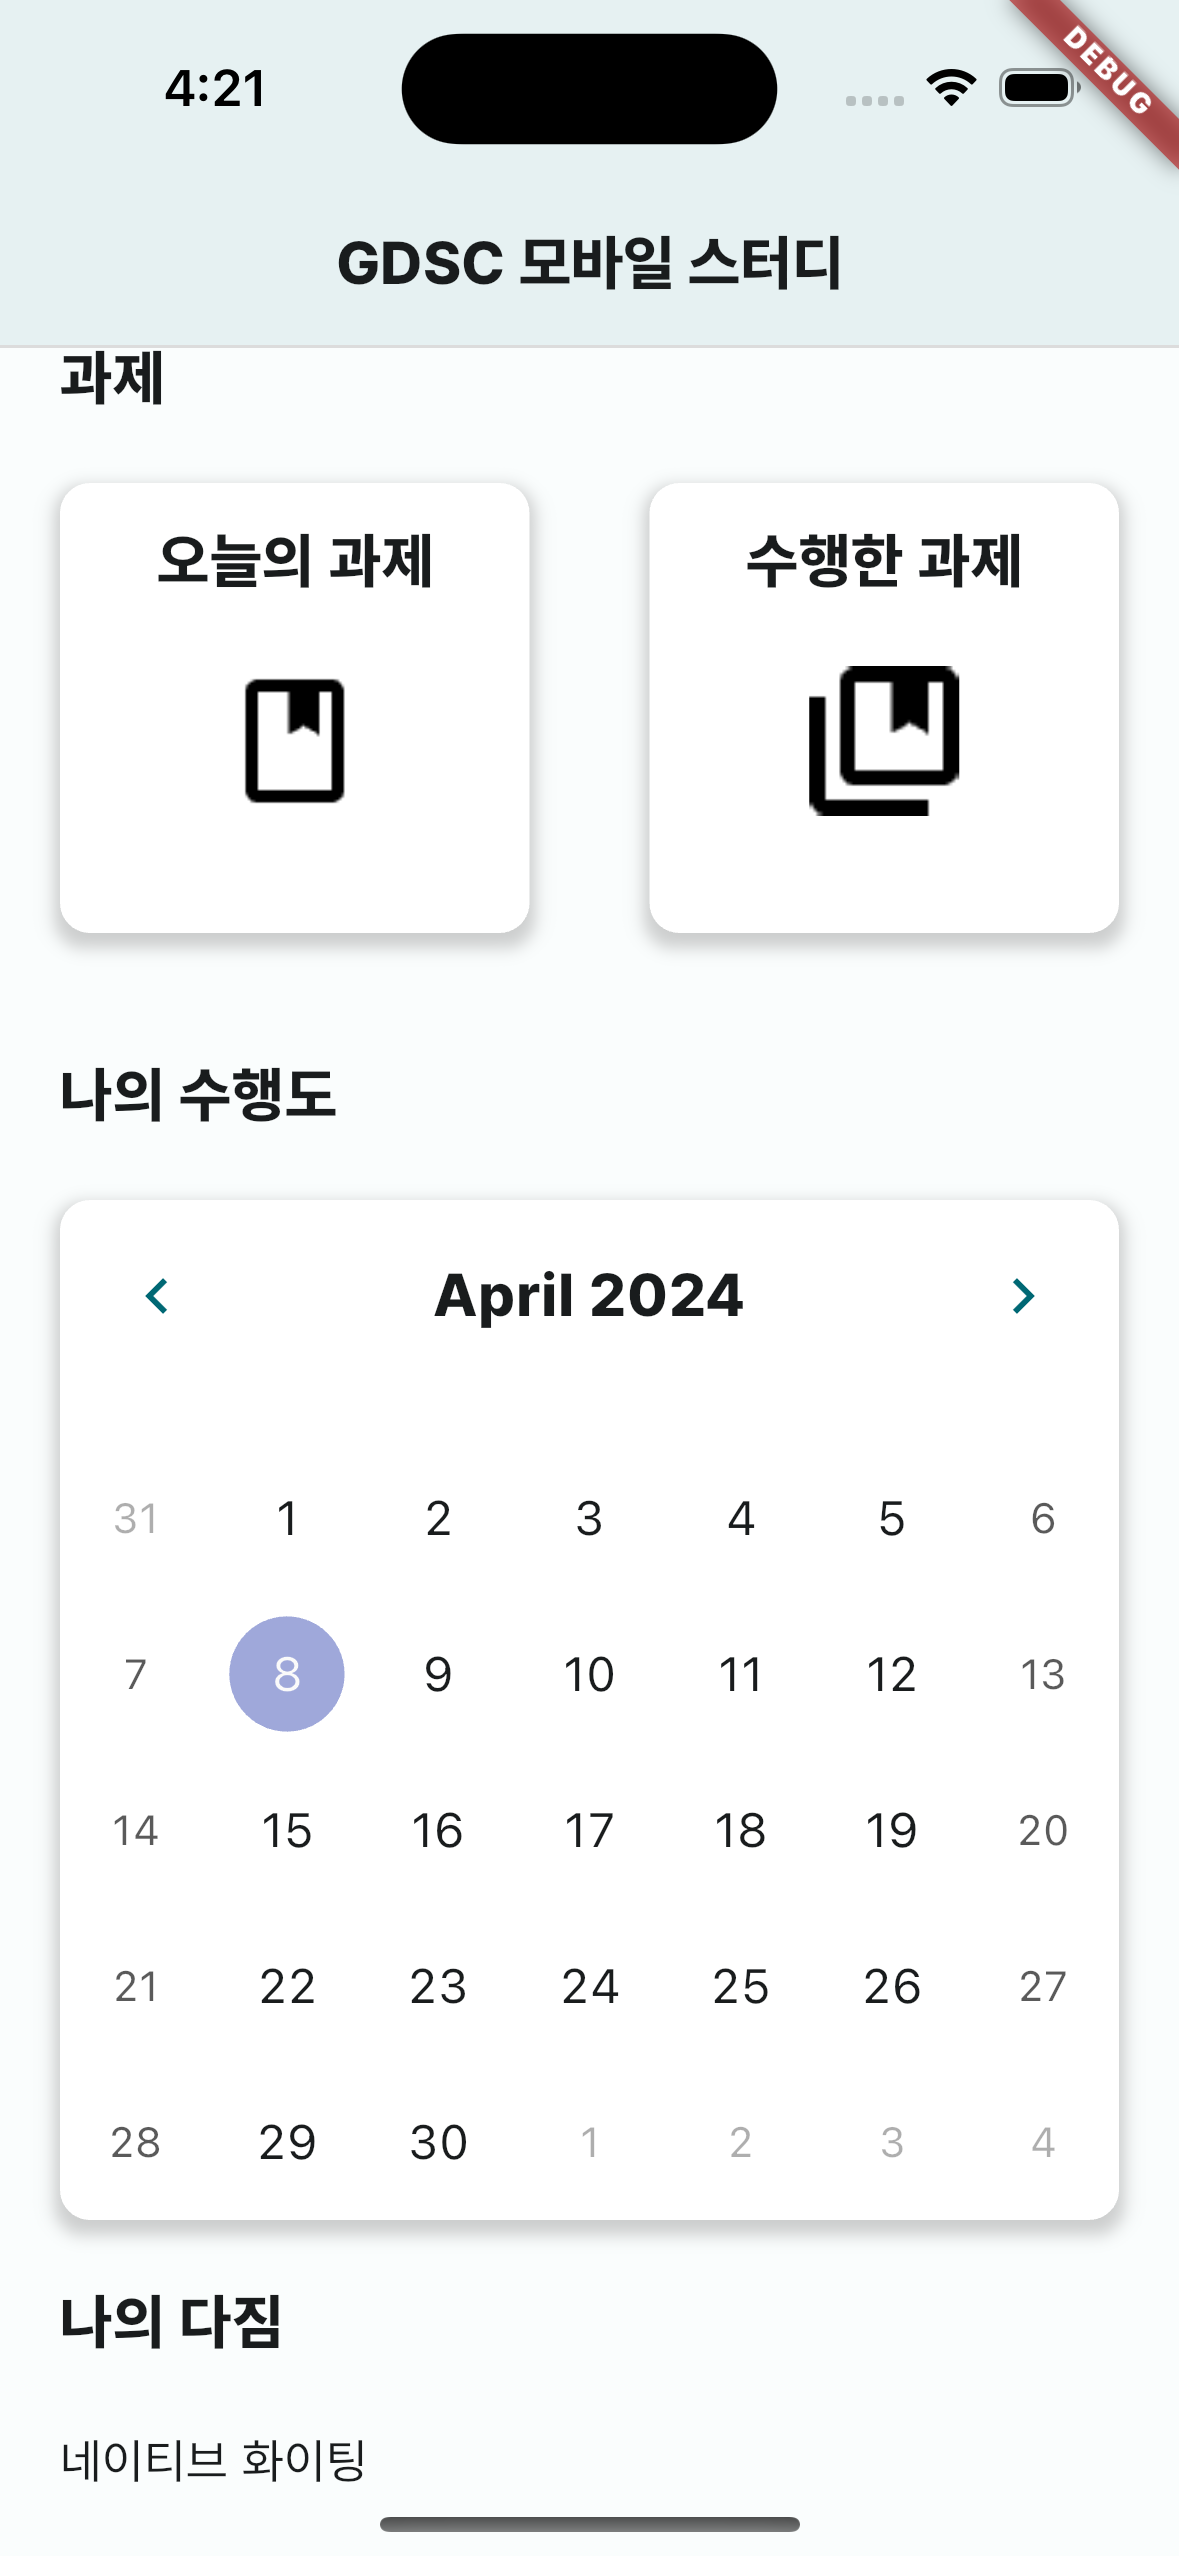 4:21
DEBUG
GDSC 모바일 스터디
과제
오늘의 과제
수행한 과제
나의 수행도
April 2024
31 1 2 3 4 5 6
7 8 9 10 11 12 13
14 15 16 17 18 19 20
21 22 23 24 25 26 27
28 29 30 1 2 3 4
나의 다짐
네이티브 화이팅